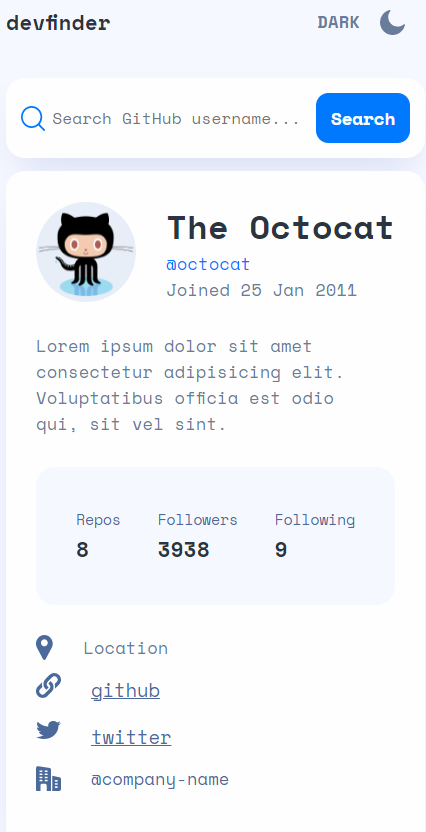 devfinder
DARK
Search GitHub username...
Search
The Octocat
@octocat
Joined 25 Jan 2011
Lorem ipsum dolor sit amet
consectetur adipisicing elit.
Voluptatibus officia est odio
qui, sit vel sint.
Repos Followers Following
8 3938 9
Location
github
twitter
@company-name